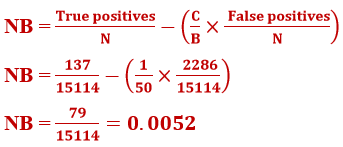 NB = True positives/N − (C/B × False positives/N)
NB = 137/15114 − (1/50 × 2286/15114)
NB = 79/15114 = 0.0052